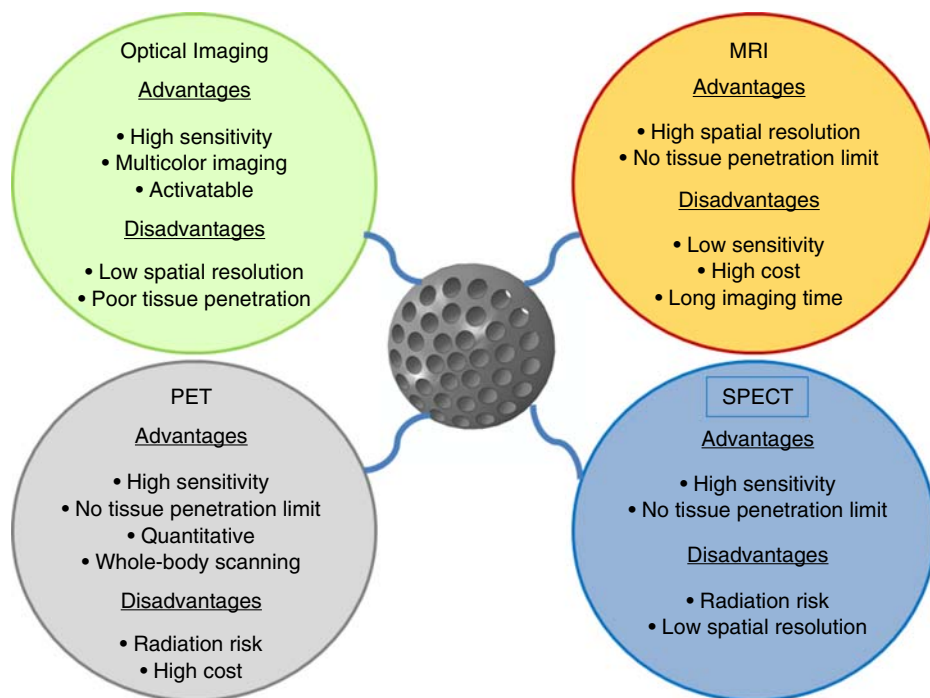 Optical Imaging
Advantages
• High sensitivity
• Multicolor imaging
• Activatable
Disadvantages
• Low spatial resolution
• Poor tissue penetration
MRI
Advantages
• High spatial resolution
• No tissue penetration limit
Disadvantages
• Low sensitivity
• High cost
• Long imaging time
PET
Advantages
• High sensitivity
• No tissue penetration limit
• Quantitative
• Whole-body scanning
Disadvantages
• Radiation risk
• High cost
SPECT
Advantages
• High sensitivity
• No tissue penetration limit
Disadvantages
• Radiation risk
• Low spatial resolution